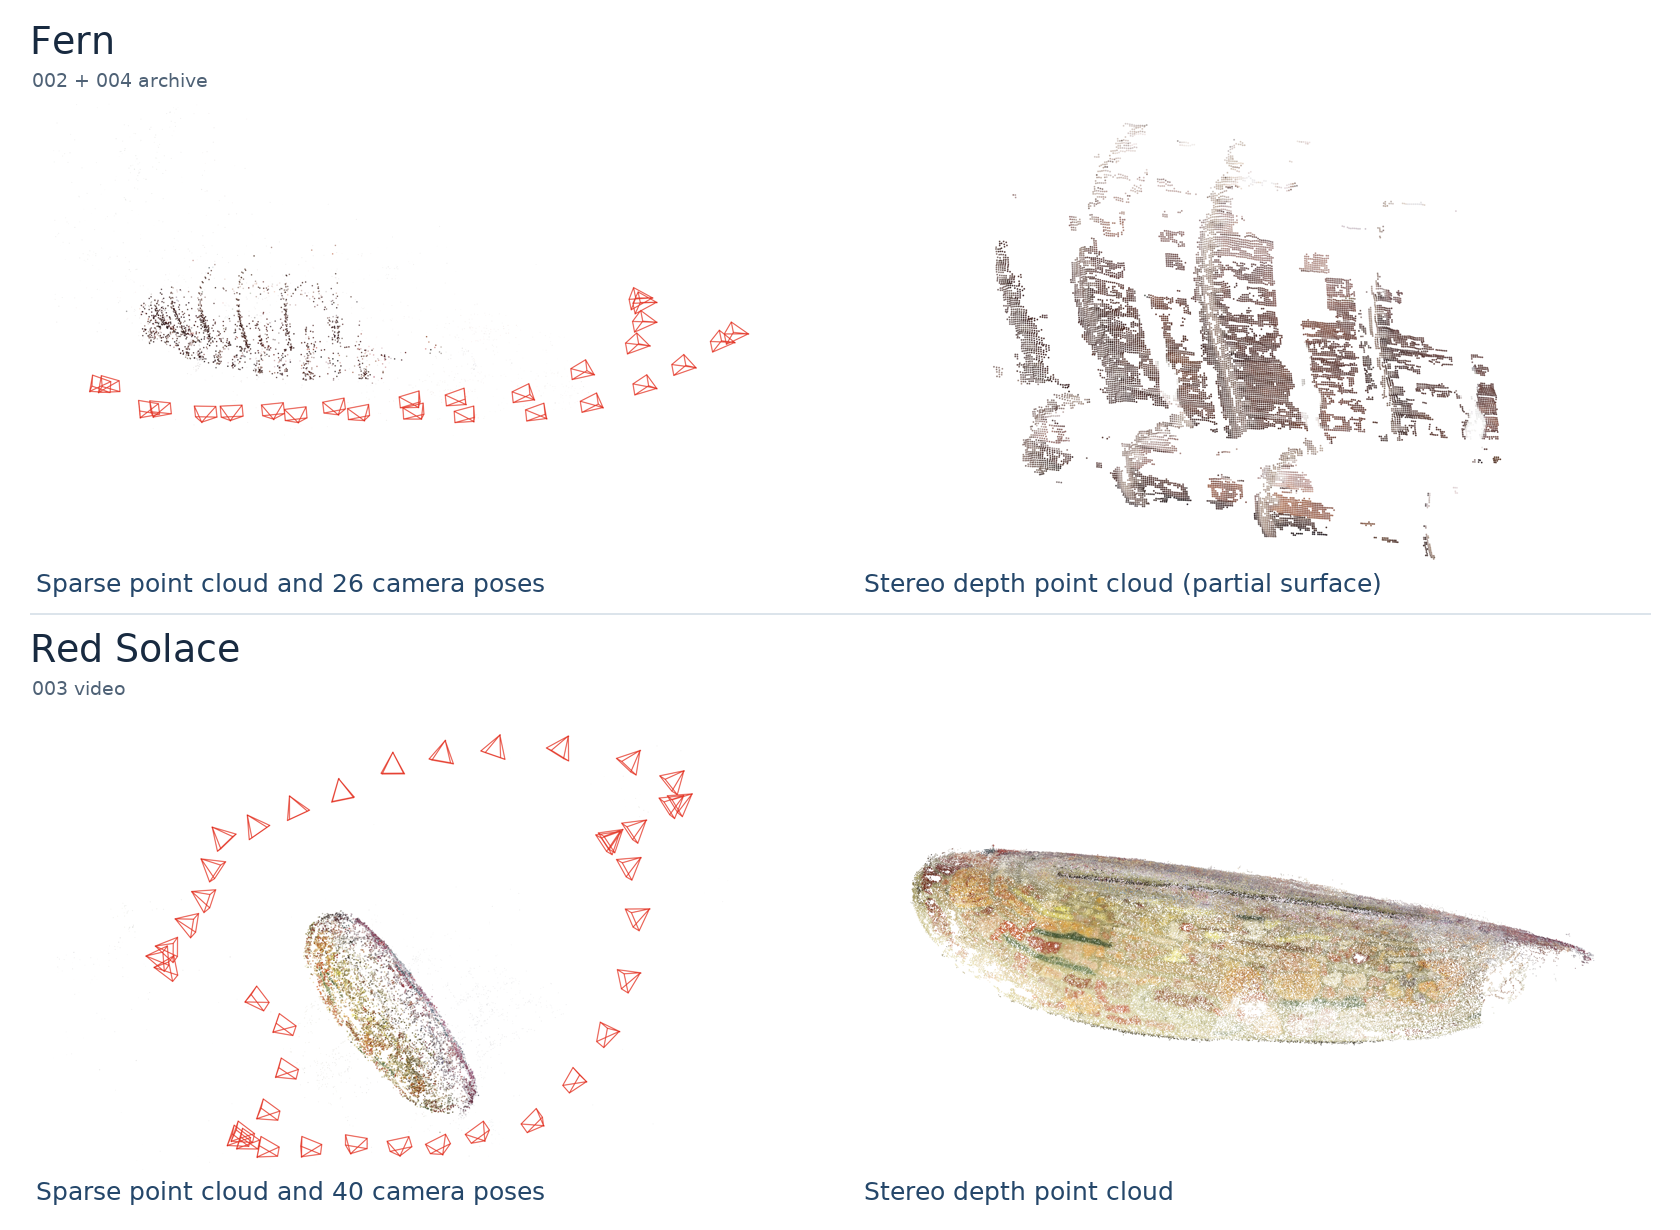 Fern
002 + 004 archive
Sparse point cloud and 26 camera poses
Stereo depth point cloud (partial surface)
Red Solace
003 video
Sparse point cloud and 40 camera poses
Stereo depth point cloud